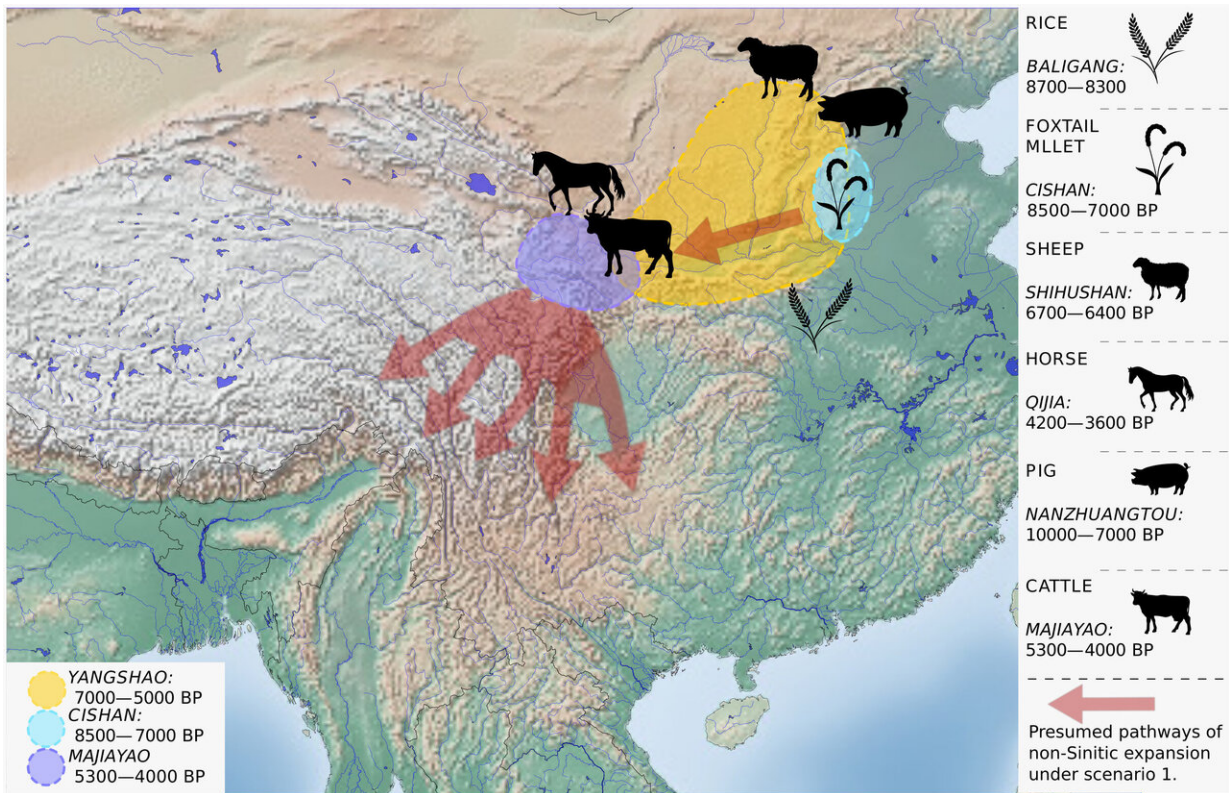 RICE
BALIGANG:
8700—8300
FOXTAIL
MLLET
CISHAN:
8500—7000 BP
SHEEP
SHIHUSHAN:
6700—6400 BP
HORSE
QIJIA:
4200—3600 BP
PIG
NANZHUANGTOU:
10000—7000 BP
CATTLE
MAJIAYAO:
5300—4000 BP
Presumed pathways of
non-Sinitic expansion
under scenario 1.
YANGSHAO:
7000—5000 BP
CISHAN:
8500—7000 BP
MAJIAYAO
5300—4000 BP